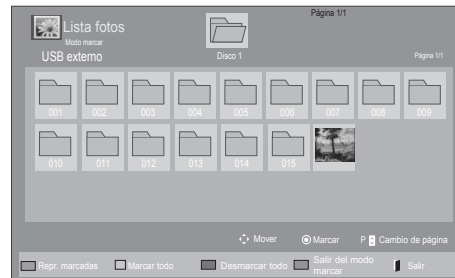 Página 1/1
Lista fotos
Modo marcar
USB externo
Disco 1
Página 1/1
001 002 003 004 005 006 007 008 009
010 011 012 013 014 015
Mover Marcar P Cambio de página
Repr. marcadas Marcar todo Desmarcar todo Salir del modo marcar Salir